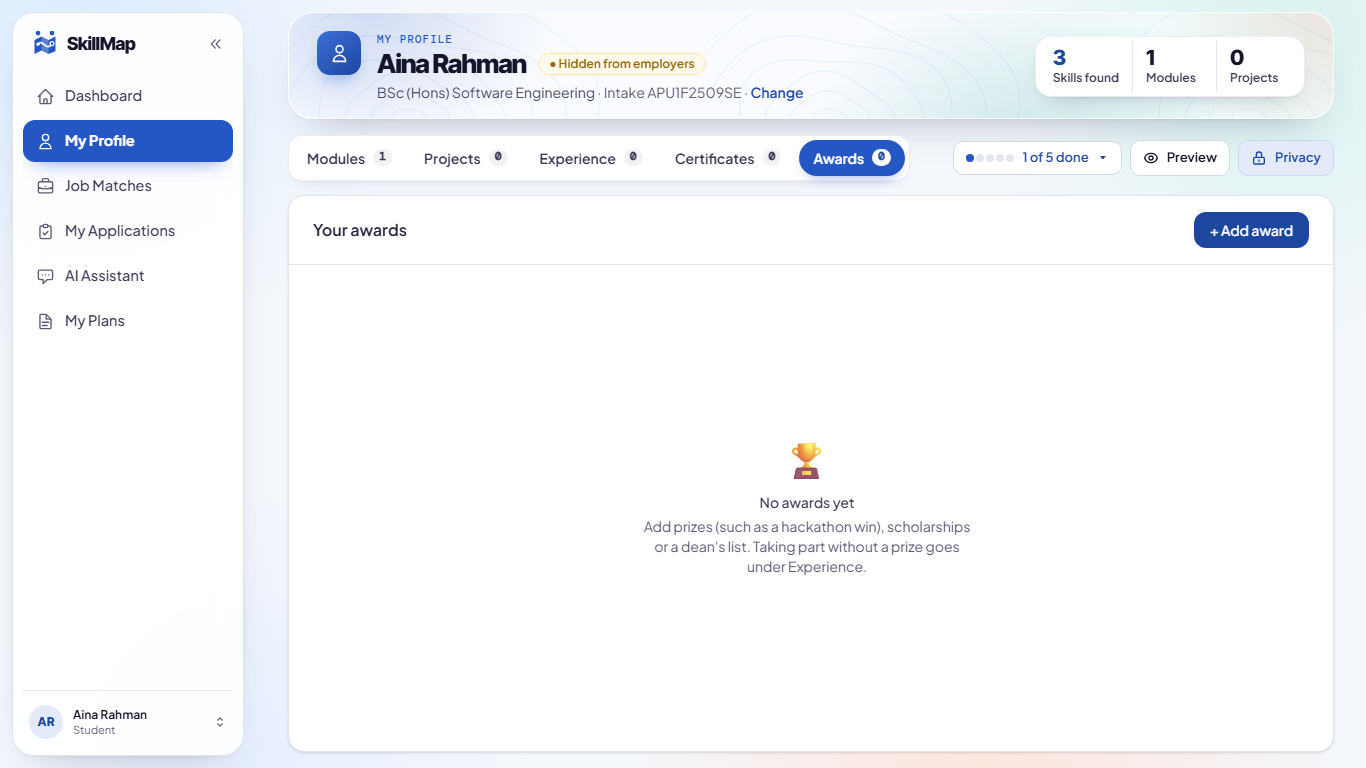 SkillMap
Dashboard
My Profile
Job Matches
My Applications
AI Assistant
My Plans
AR
Aina Rahman
Student
MY PROFILE
Aina Rahman
Hidden from employers
BSc (Hons) Software Engineering · Intake APU1F2509SE · Change
3
Skills found
1
Modules
0
Projects
Modules 1
Projects 0
Experience 0
Certificates 0
Awards 0
1 of 5 done
Preview
Privacy
Your awards
+ Add award
No awards yet
Add prizes (such as a hackathon win), scholarships
or a dean's list. Taking part without a prize goes
under Experience.